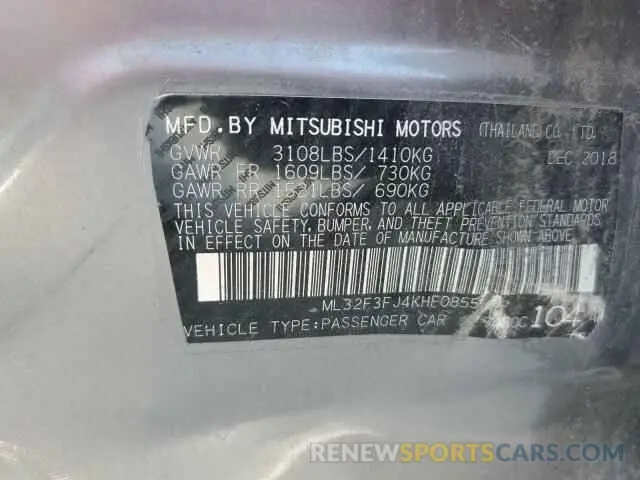 MFD. BY MITSUBISHI MOTORS (THAILAND) CO., LTD.
GVWR 3108LBS/1410KG DEC 2018
GAWR FR 1609LBS/ 730KG
GAWR RR 1521LBS/ 690KG
THIS VEHICLE CONFORMS TO ALL APPLICABLE FEDERAL MOTOR
VEHICLE SAFETY, BUMPER, AND THEFT PREVENTION STANDARDS
IN EFFECT ON THE DATE OF MANUFACTURE SHOWN ABOVE.
VEHICLE TYPE:PASSENGER CAR
RENEWSPORTSCARS.COM